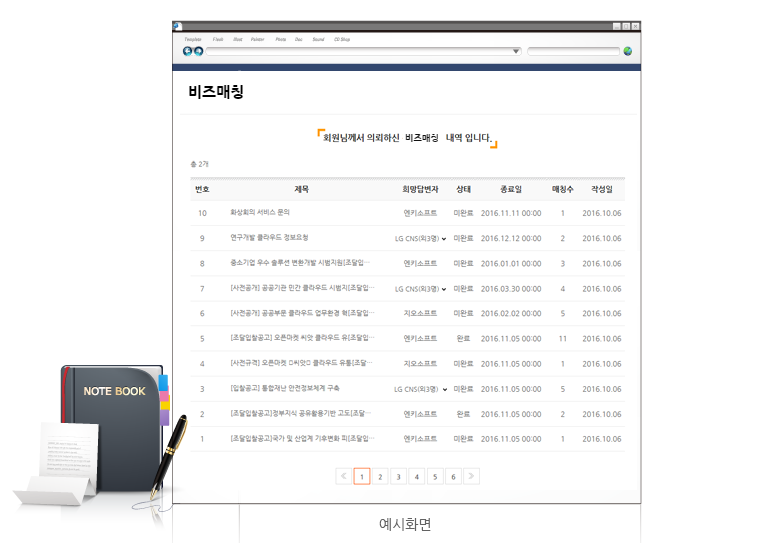 Template Flash Start Painter Photo Doc Sound CD Shop
비즈매칭
회원님께서 의뢰하신 비즈매칭 내역 입니다.
총 2개
번호 제목 희망답변자 상태 종료일 매칭수 작성일
10 화상회의 서비스 문의 엔키소프트 미완료 2016.11.11 00:00 1 2016.10.06
9 연구개발 클라우드 정보요청 LG CNS(외3명) 미완료 2016.12.12 00:00 2 2016.10.06
8 중소기업 우수 솔루션 변환개발 시범지원[조달입… 엔키소프트 미완료 2016.01.01 00:00 3 2016.10.06
7 [사전공개] 공공기관 민간 클라우드 시범지[조달입… LG CNS(외3명) 미완료 2016.03.30 00:00 4 2016.10.06
6 [사전공개] 공공부문 클라우드 업무환경 혁[조달입… 지오소프트 미완료 2016.02.02 00:00 5 2016.10.06
5 [조달입찰공고] 오픈마켓 씨앗 클라우드 유[조달입… 엔키소프트 완료 2016.11.05 00:00 11 2016.10.06
4 [사전규격] 오픈마켓 □씨앗□ 클라우드 유통[조달… 지오소프트 미완료 2016.11.05 00:00 1 2016.10.06
3 [입찰공고] 통합재난 안전정보체계 구축 LG CNS(외3명) 미완료 2016.11.05 00:00 5 2016.10.06
2 [조달입찰공고]정부지식 공유활용기반 고도[조달… 엔키소프트 완료 2016.11.05 00:00 2 2016.10.06
1 [조달입찰공고]국가 및 산업계 기후변화 피[조달입… 엔키소프트 미완료 2016.11.05 00:00 1 2016.10.06
< 1 2 3 4 5 6 >
NOTE BOOK
예시화면